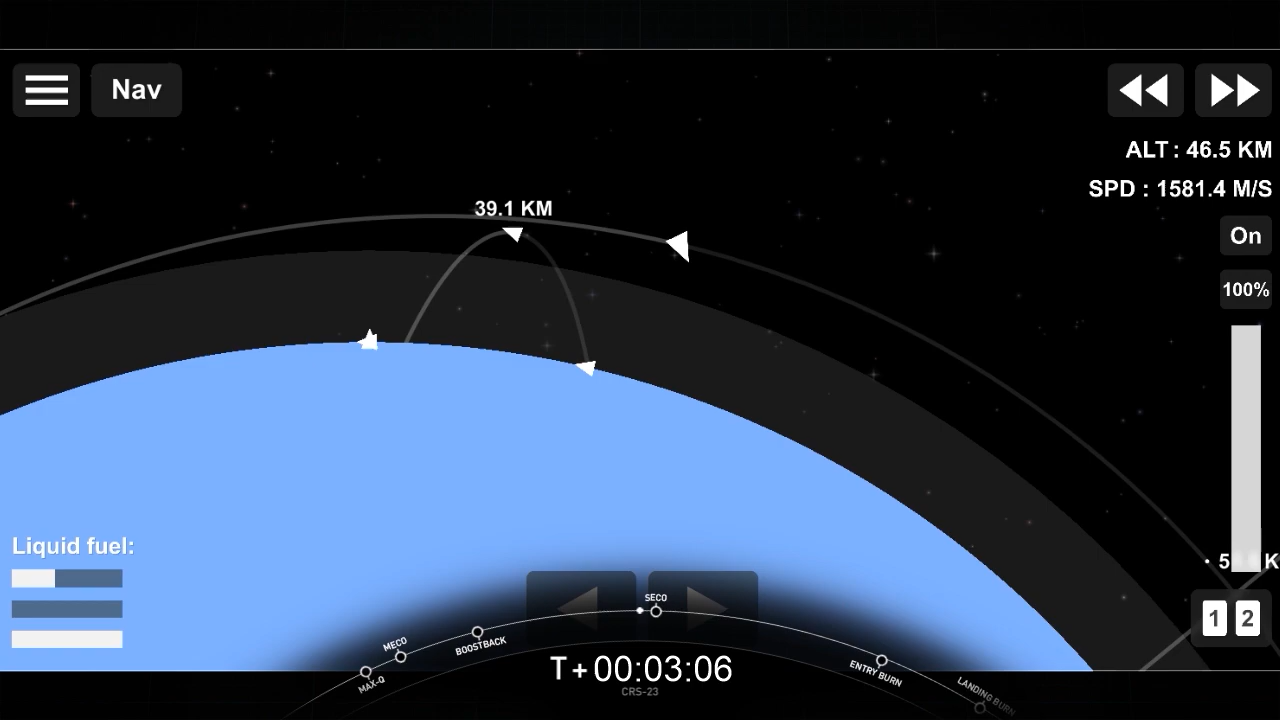 Nav
ALT : 46.5 KM
SPD : 1581.4 M/S
39.1 KM
On
100%
Liquid fuel:
1 2
SECO
MECO
BOOSTBACK
MAX-Q
ENTRY BURN
LANDING BURN
T+00:03:06
CRS-23